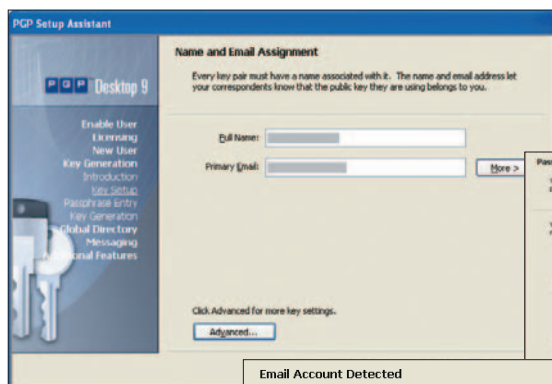 PGP Setup Assistant
PGP Desktop 9
Enable User
Licensing
New User
Key Generation
Introduction
Key Setup
Passphrase Entry
Key Generation
Global Directory
Messaging
Name and Email Assignment
Every key pair must have a name associated with it. The name and email address let
your correspondents know that the public key they are using belongs to you.
Full Name:
Primary Email:
More >
Click Advanced for more key settings.
Advanced...
Email Account Detected